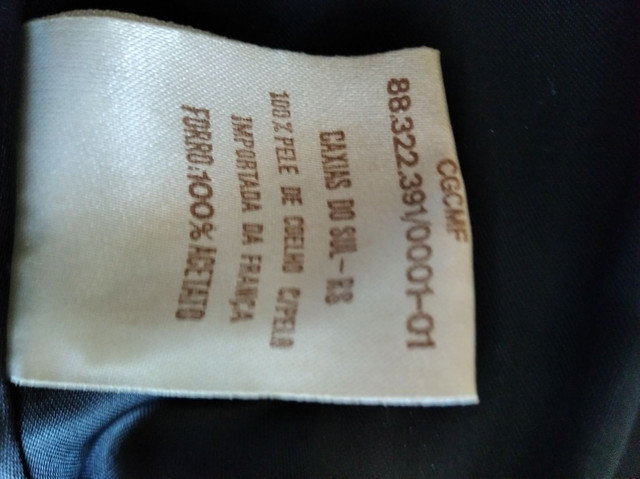 CGCMF
88.322.391/0001-01
CAXIAS DO SUL - RS
100% PELE DE COELHO C/PELO
IMPORTADA DA FRANÇA
FORRO:100% ACETATO